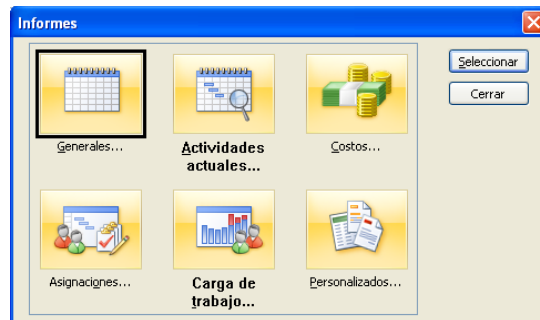 Informes
Seleccionar
Cerrar
Generales...
Actividades
actuales...
Costos...
Asignaciones...
Carga de
trabajo...
Personalizados...